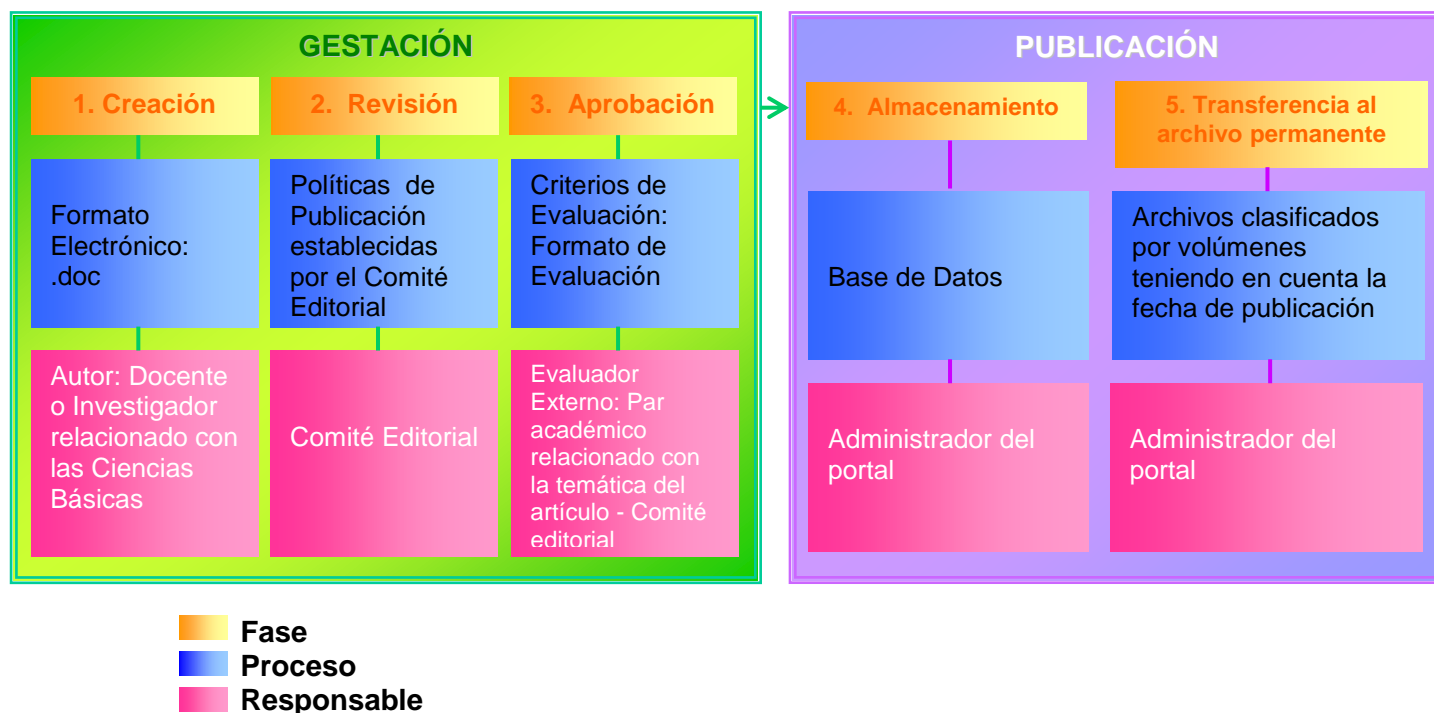 GESTACIÓN
1. Creación
2. Revisión
3. Aprobación
Formato
Electrónico:
.doc
Políticas de
Publicación
establecidas
por el Comité
Editorial
Criterios de
Evaluación:
Formato de
Evaluación
Autor: Docente
o Investigador
relacionado con
las Ciencias
Básicas
Comité Editorial
Evaluador
Externo: Par
académico
relacionado con
la temática del
artículo - Comité
editorial
PUBLICACIÓN
4. Almacenamiento
5. Transferencia al
archivo permanente
Base de Datos
Archivos clasificados
por volúmenes
teniendo en cuenta la
fecha de publicación
Administrador del
portal
Administrador del
portal
Fase
Proceso
Responsable